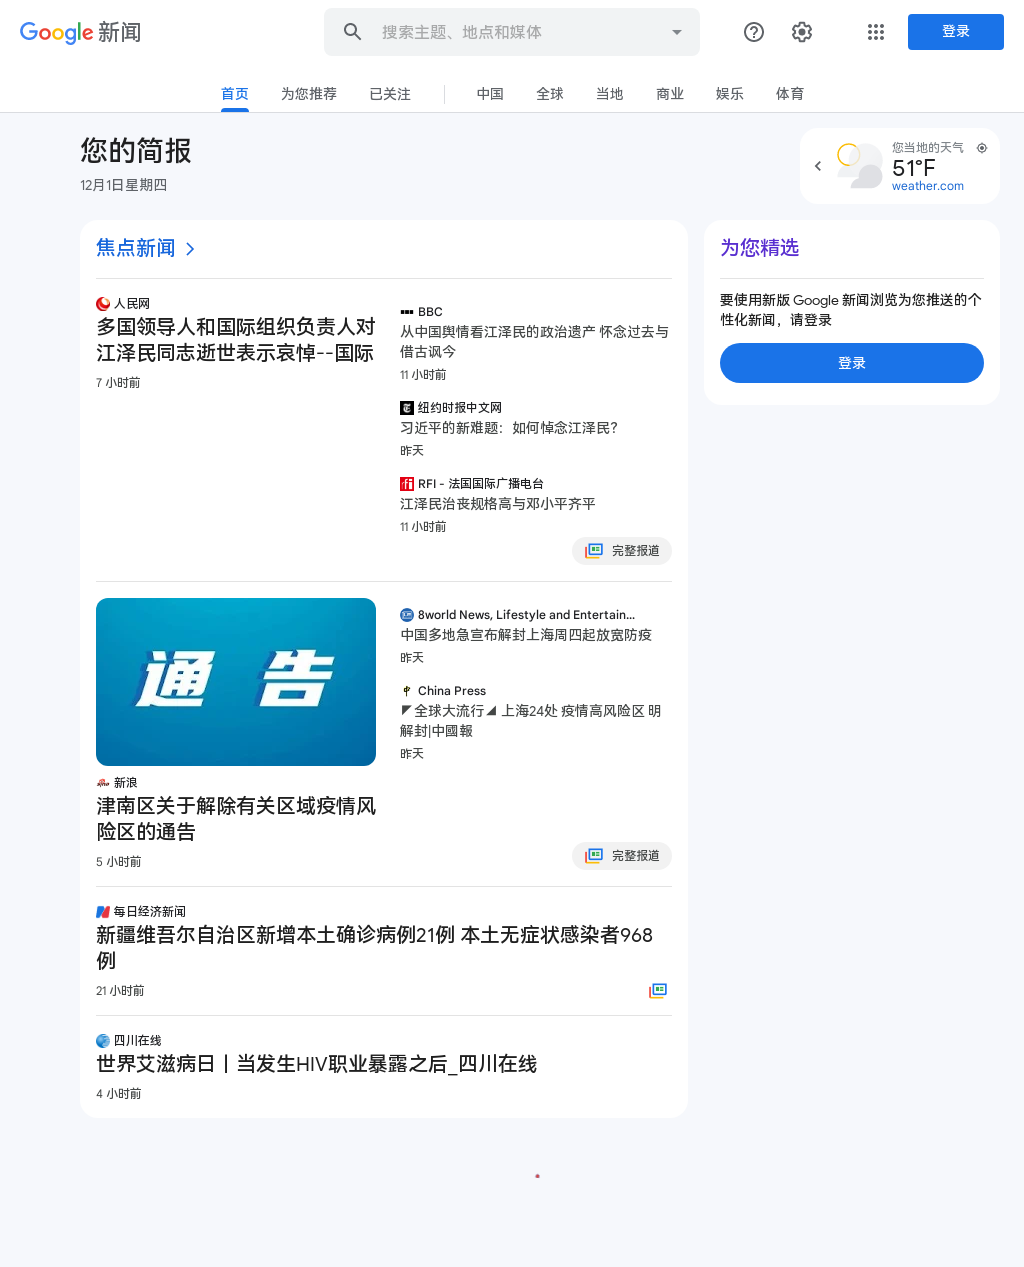 Google 新闻
搜索主题、地点和媒体
登录
首页
为您推荐
已关注
中国
全球
当地
商业
娱乐
体育
您的简报
12月1日星期四
您当地的天气
51°F
weather.com
焦点新闻
人民网
多国领导人和国际组织负责人对
江泽民同志逝世表示哀悼--国际
7 小时前
BBC
从中国舆情看江泽民的政治遗产 怀念过去与
借古讽今
11 小时前
纽约时报中文网
习近平的新难题：如何悼念江泽民？
昨天
RFI - 法国国际广播电台
江泽民治丧规格高与邓小平齐平
11 小时前
完整报道
通告
新浪
津南区关于解除有关区域疫情风
险区的通告
5 小时前
8world News, Lifestyle and Entertain...
中国多地急宣布解封上海周四起放宽防疫
昨天
China Press
◤全球大流行◢ 上海24处 疫情高风险区 明
解封|中國報
昨天
完整报道
每日经济新闻
新疆维吾尔自治区新增本土确诊病例21例 本土无症状感染者968
例
21 小时前
四川在线
世界艾滋病日丨当发生HIV职业暴露之后_四川在线
4 小时前
为您精选
要使用新版 Google 新闻浏览为您推送的个
性化新闻，请登录
登录